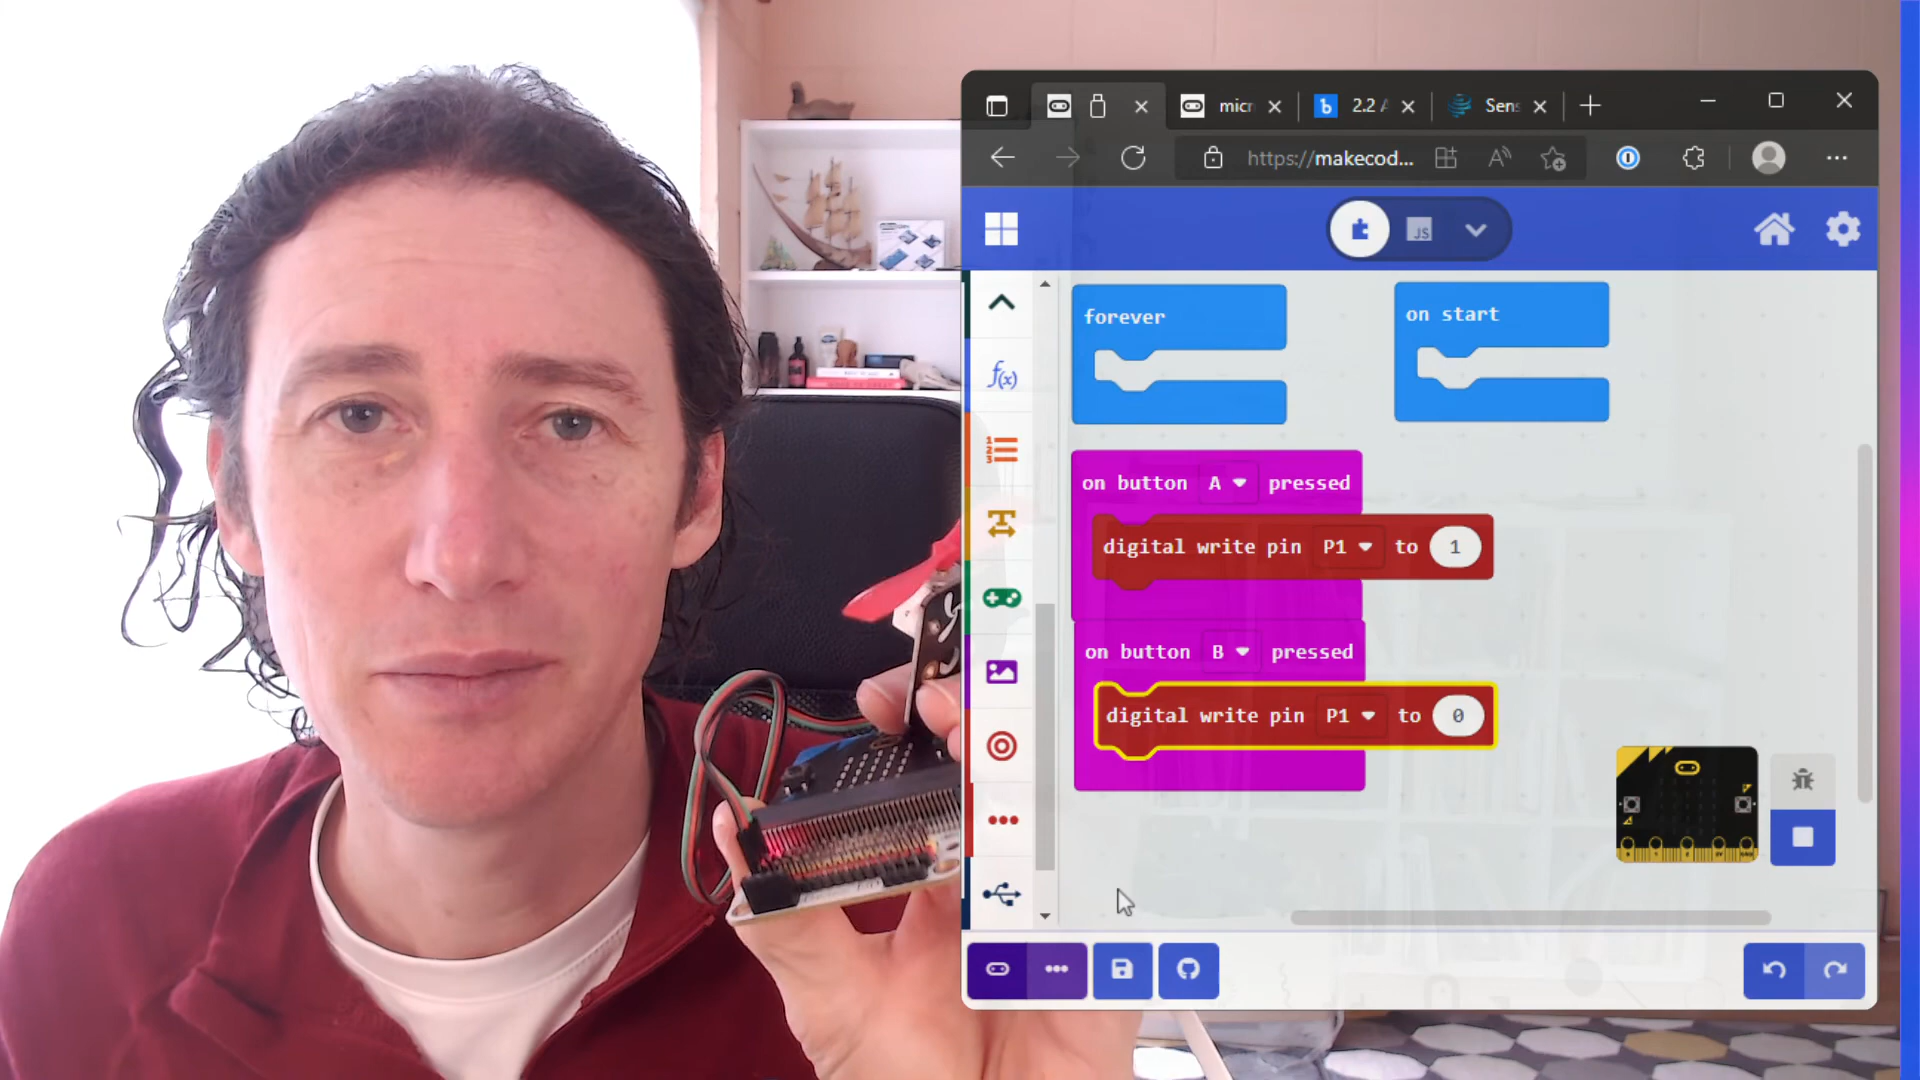 micr
2.2 A
Sens
https://makecod...
JS
forever
on start
f(x)
on button A pressed
digital write pin P1 to 1
on button B pressed
digital write pin P1 to 0